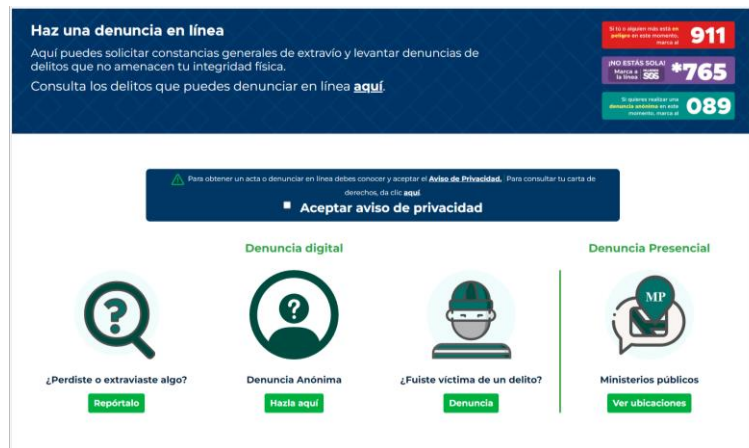 Haz una denuncia en línea
Aquí puedes solicitar constancias generales de extravío y levantar denuncias de
delitos que no amenacen tu integridad física.
Consulta los delitos que puedes denunciar en línea aquí.
Si tú o alguien más está en
peligro en este momento,
marca al
911
¡NO ESTÁS SOLA!
Marca a
la línea
SOS
*765
Si quieres realizar una
denuncia anónima en este
momento, marca al
089
Para obtener un acta o denunciar en línea debes conocer y aceptar el Aviso de Privacidad. Para consultar tu carta de
derechos, da clic aquí.
Aceptar aviso de privacidad
Denuncia digital
Denuncia Presencial
MP
¿Perdiste o extraviaste algo?
Denuncia Anónima
¿Fuiste víctima de un delito?
Ministerios públicos
Repórtalo
Hazla aquí
Denuncia
Ver ubicaciones